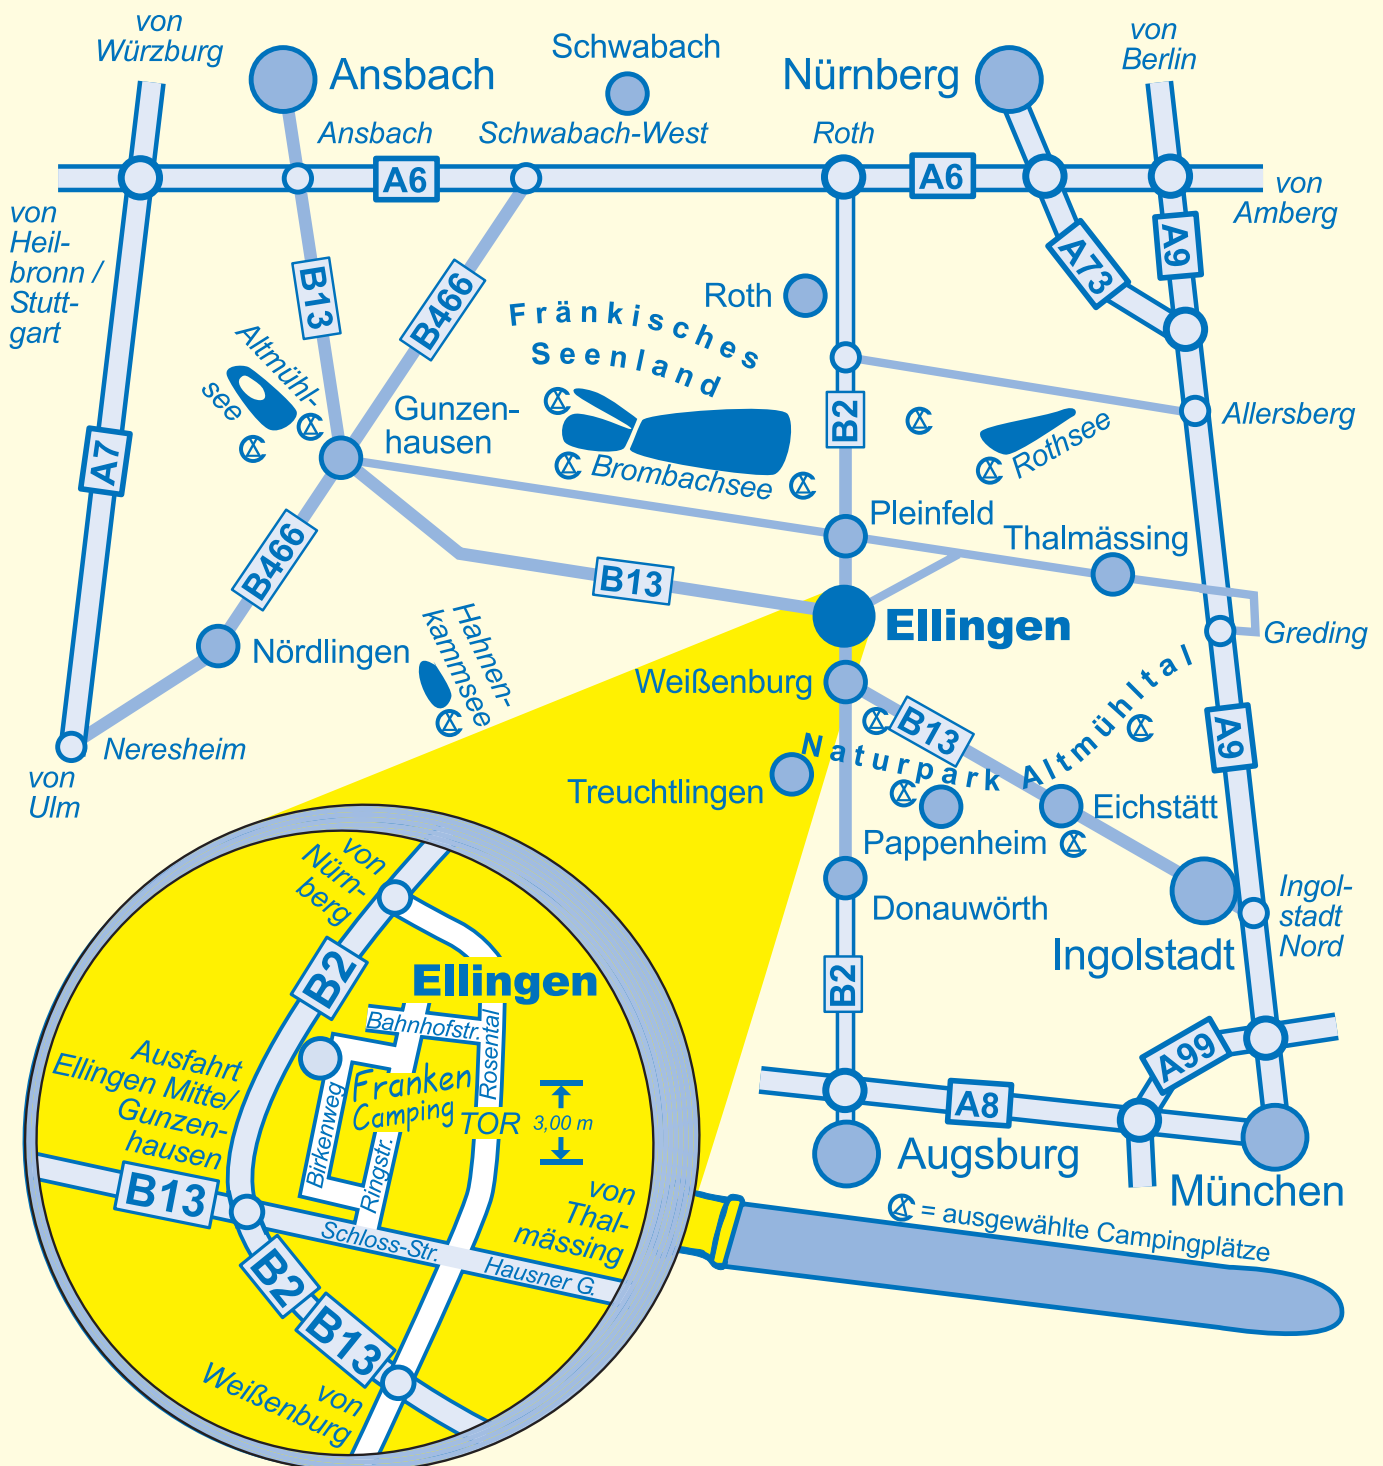 von
Würzburg
Ansbach
Schwabach
Nürnberg
von
Berlin
Ansbach
Schwabach-West
Roth
A6
A6
von
Amberg
von
Heil-
bronn /
Stutt-
gart
B13
B466
A73
A9
Roth
Fränkisches
Seenland
Altmühl-
see
Gunzen-
hausen
B2
Allersberg
Rothsee
Brombachsee
A7
Pleinfeld
Thalmässing
B466
B13
Ellingen
Greding
Nördlingen
Hahnen-
kammsee
Weißenburg
B13
Naturpark Altmühltal
A9
Neresheim
von
Ulm
Treuchtlingen
Eichstätt
Pappenheim
Donauwörth
Ingol-
stadt
Nord
Ingolstadt
B2
A99
A8
Augsburg
München
= ausgewählte Campingplätze
von
Nürn-
berg
B2
Ellingen
Bahnhofstr.
Rosental
Ausfahrt
Ellingen Mitte/
Gunzen-
hausen
Franken
Camping
Birkenweg
Ringstr.
TOR
3,00 m
B13
von
Thal-
mässing
Schloss-Str.
Hausner G.
B2
B13
von
Weißenburg